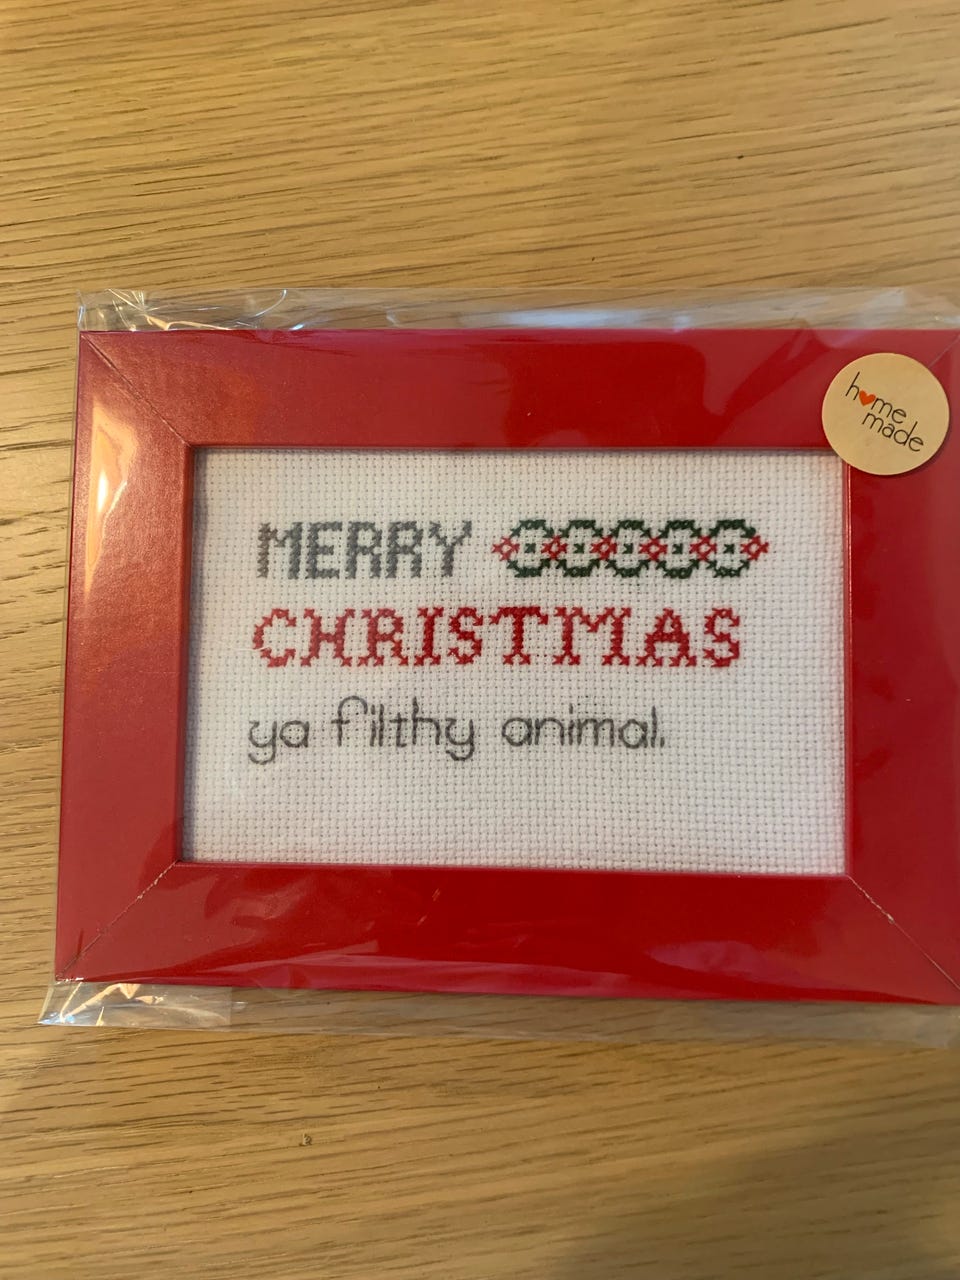 home
made
MERRY
CHRISTMAS
ya filthy animal.